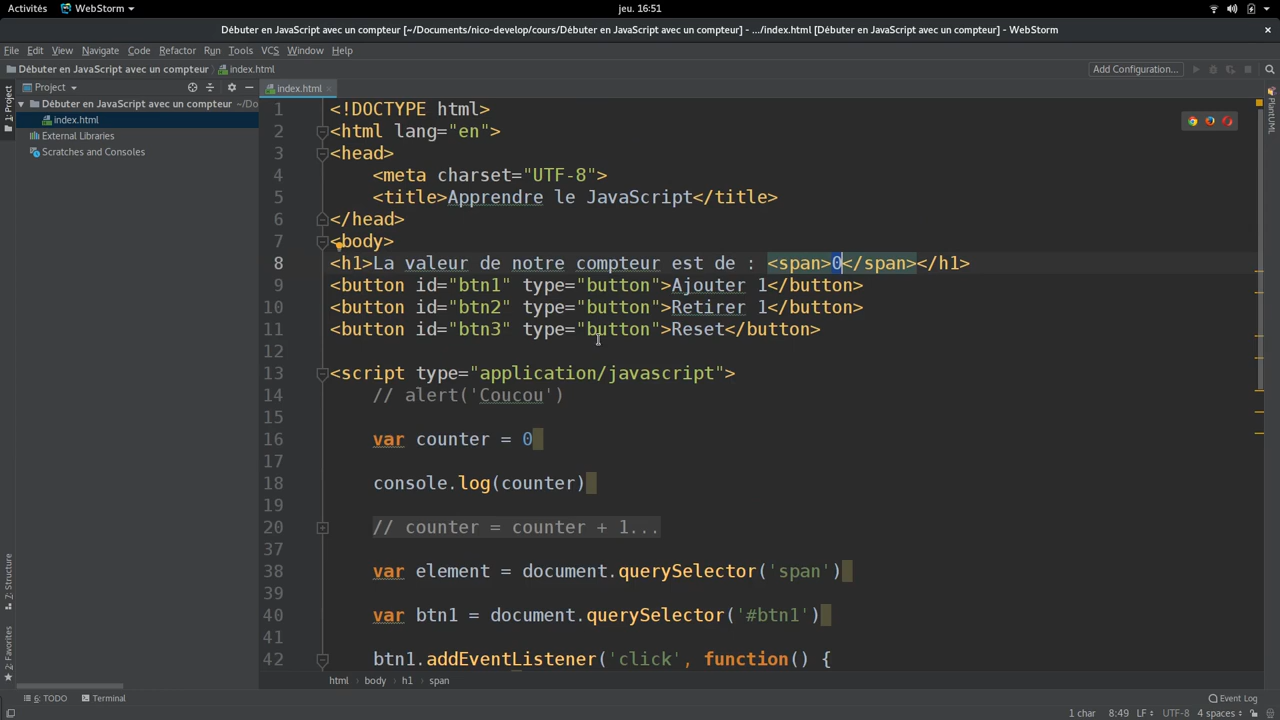 Activités WebStorm jeu. 16:51
Débuter en JavaScript avec un compteur [~/Documents/nico-develop/cours/Débuter en JavaScript avec un compteur] - .../index.html [Débuter en JavaScript avec un compteur] - WebStorm
File Edit View Navigate Code Refactor Run Tools VCS Window Help
Débuter en JavaScript avec un compteur index.html Add Configuration...
Project index.html
Débuter en JavaScript avec un compteur ~/Do
index.html
External Libraries
Scratches and Consoles
1: Project
7: Structure
2: Favorites
PlantUML
1 <!DOCTYPE html>
2 <html lang="en">
3 <head>
4 <meta charset="UTF-8">
5 <title>Apprendre le JavaScript</title>
6 </head>
7 <body>
8 <h1>La valeur de notre compteur est de : <span>0</span></h1>
9 <button id="btn1" type="button">Ajouter 1</button>
10 <button id="btn2" type="button">Retirer 1</button>
11 <button id="btn3" type="button">Reset</button>
12
13 <script type="application/javascript">
14 // alert('Coucou')
15
16 var counter = 0
17
18 console.log(counter)
19
20 // counter = counter + 1...
37
38 var element = document.querySelector('span')
39
40 var btn1 = document.querySelector('#btn1')
41
42 btn1.addEventListener('click', function() {
html body h1 span
6: TODO Terminal Event Log
1 char 8:49 LF UTF-8 4 spaces